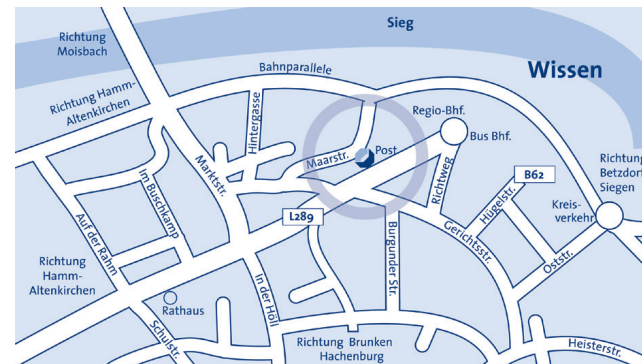 Sieg
Richtung
Moisbach
Wissen
Bahnparallele
Richtung Hamm-
Altenkirchen
Regio-Bhf.
Bus Bhf.
Hintergasse
Maarstr.
Post
Marktstr.
Im Buschkamp
Richtweg
B62
Richtung
Betzdorf
Siegen
Hügelstr.
Kreis-
verkehr
Auf der Rahm
L289
Burgunder Str.
Gerichtsstr.
Oststr.
Richtung
Hamm-
Altenkirchen
In der Höll
Rathaus
Schulstr.
Richtung Brunken
Hachenburg
Heisterstr.